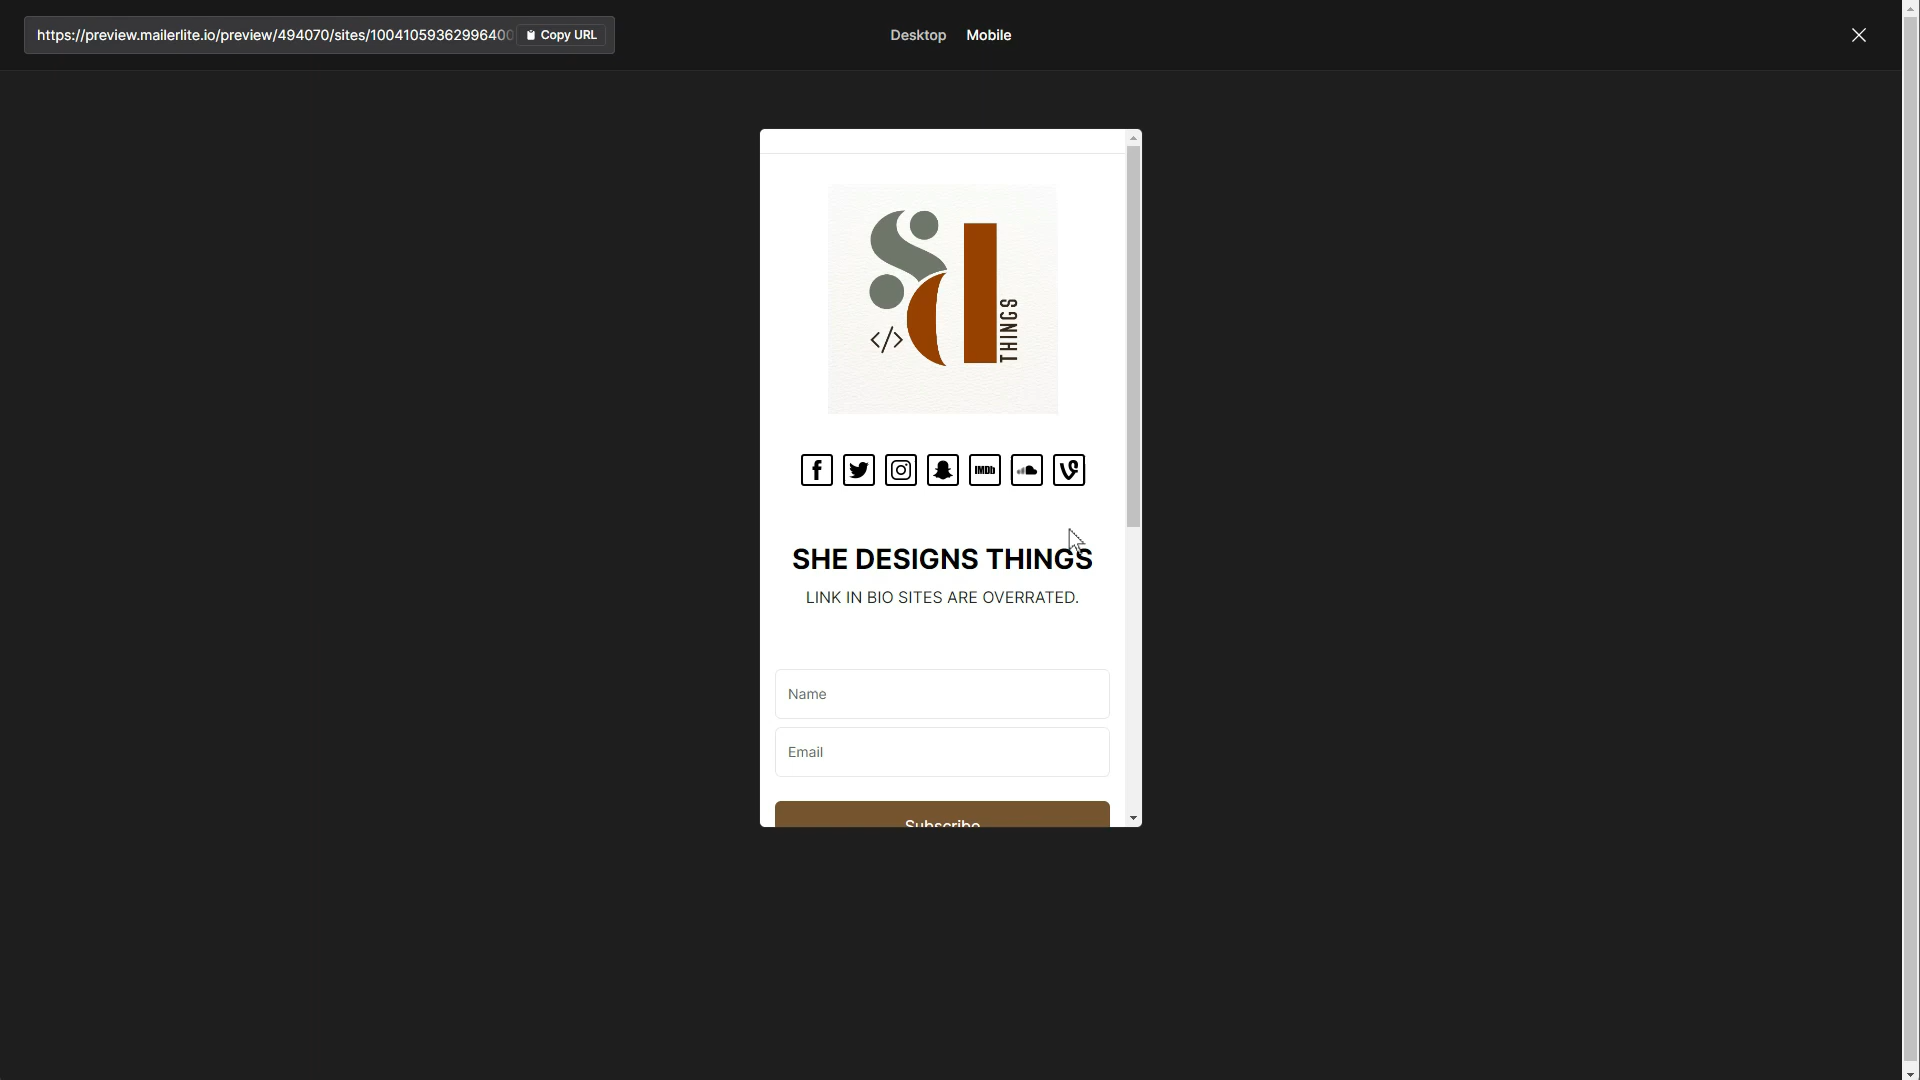 https://preview.mailerlite.io/preview/494070/sites/10041059362996400
Copy URL
Desktop
Mobile
</>
THINGS
IMDb
SHE DESIGNS THINGS
LINK IN BIO SITES ARE OVERRATED.
Name
Email
Subscribe